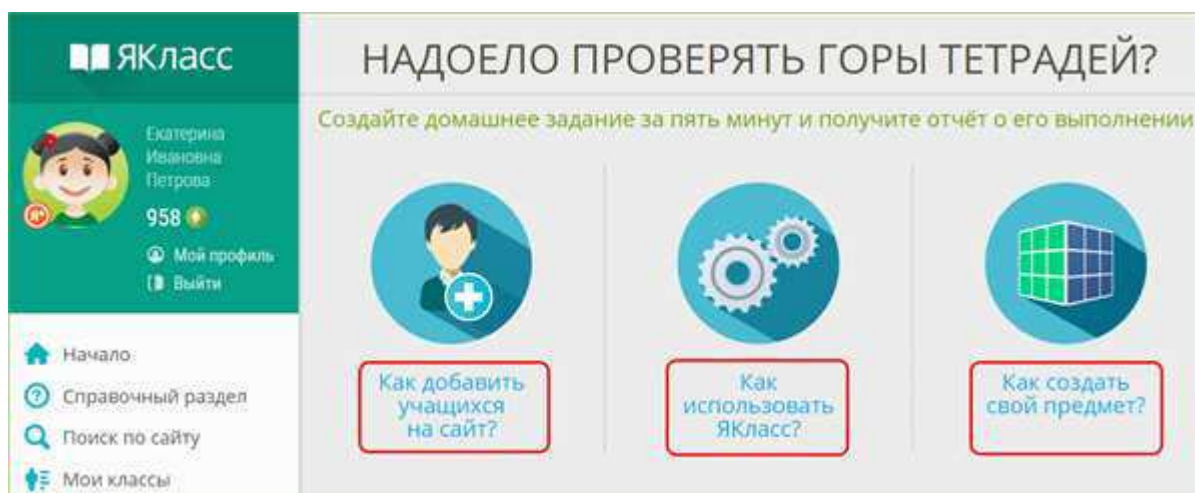 ЯКласс
Екатерина
Ивановна
Петрова
958
Мой профиль
Выйти
Начало
Справочный раздел
Поиск по сайту
Мои классы
НАДОЕЛО ПРОВЕРЯТЬ ГОРЫ ТЕТРАДЕЙ?
Создайте домашнее задание за пять минут и получите отчёт о его выполнении
Как добавить
учащихся
на сайт?
Как
использовать
ЯКласс?
Как создать
свой предмет?